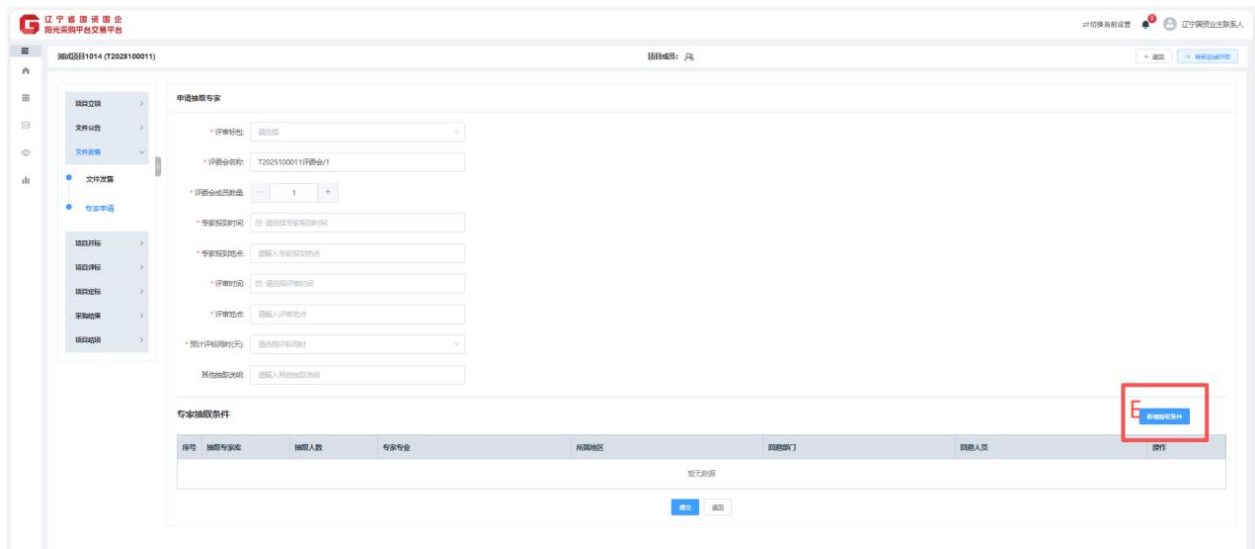 辽宁省国资国企
阳光采购平台交易平台
切换当前设置
1
辽宁国资业主联系人
测试项目1014 (T2025100011)
项目成员：
退回
项目立项
文件公告
文件发售
文件发售
专家申请
项目开标
项目评标
项目定标
采购结果
项目结项
申请抽取专家
*评审标包: 请选择
*评委会名称: T2025100011评委会/1
*评委会成员数量: − 1 +
*专家报到时间: 请选择专家报到时间
*专家报到地点: 请输入专家报到地点
*评审时间: 请选择评审时间
*评审地点: 请输入评审地点
*预计评标用时(天): 请选择评标用时
其他抽取说明: 请输入其他抽取说明
专家抽取条件
E
新增抽取条件
序号 抽取专家库 抽取人数 专家专业 所属地区 回避部门 回避人员 操作
暂无数据
提交 返回